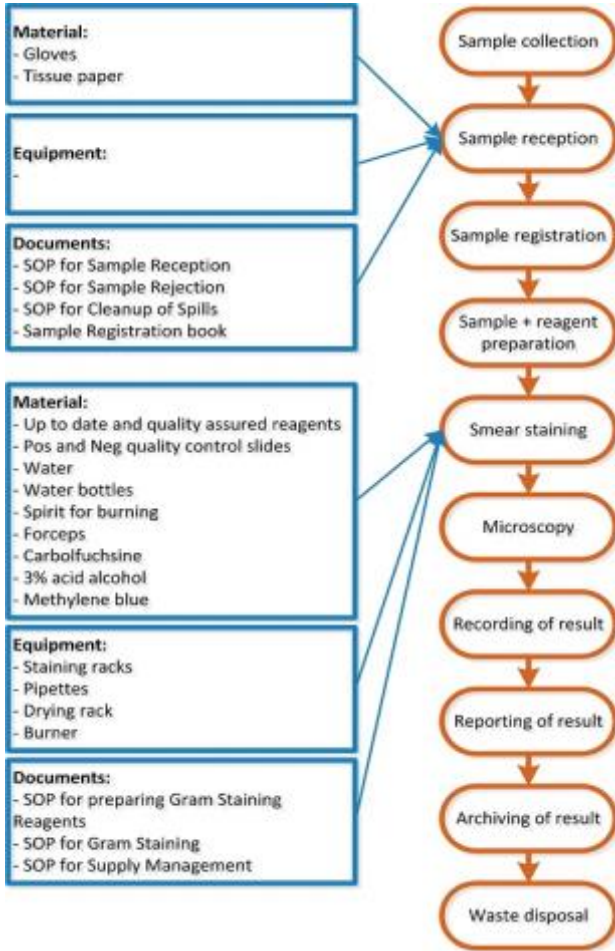 Material:
- Gloves
- Tissue paper
Equipment:
-
Documents:
- SOP for Sample Reception
- SOP for Sample Rejection
- SOP for Cleanup of Spills
- Sample Registration book
Material:
- Up to date and quality assured reagents
- Pos and Neg quality control slides
- Water
- Water bottles
- Spirit for burning
- Forceps
- Carbolfuchsine
- 3% acid alcohol
- Methylene blue
Equipment:
- Staining racks
- Pipettes
- Drying rack
- Burner
Documents:
- SOP for preparing Gram Staining
Reagents
- SOP for Gram Staining
- SOP for Supply Management
Sample collection
Sample reception
Sample registration
Sample + reagent
preparation
Smear staining
Microscopy
Recording of result
Reporting of result
Archiving of result
Waste disposal